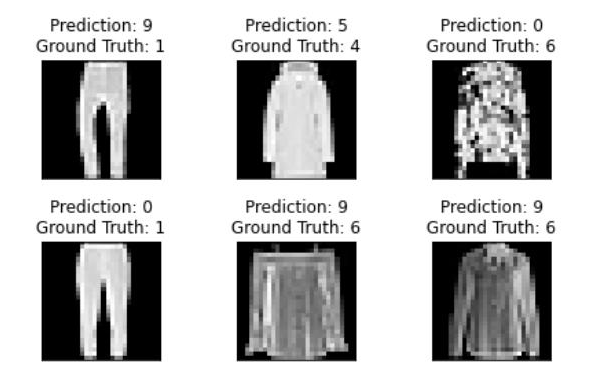 Prediction: 9
Ground Truth: 1
Prediction: 5
Ground Truth: 4
Prediction: 0
Ground Truth: 6
Prediction: 0
Ground Truth: 1
Prediction: 9
Ground Truth: 6
Prediction: 9
Ground Truth: 6